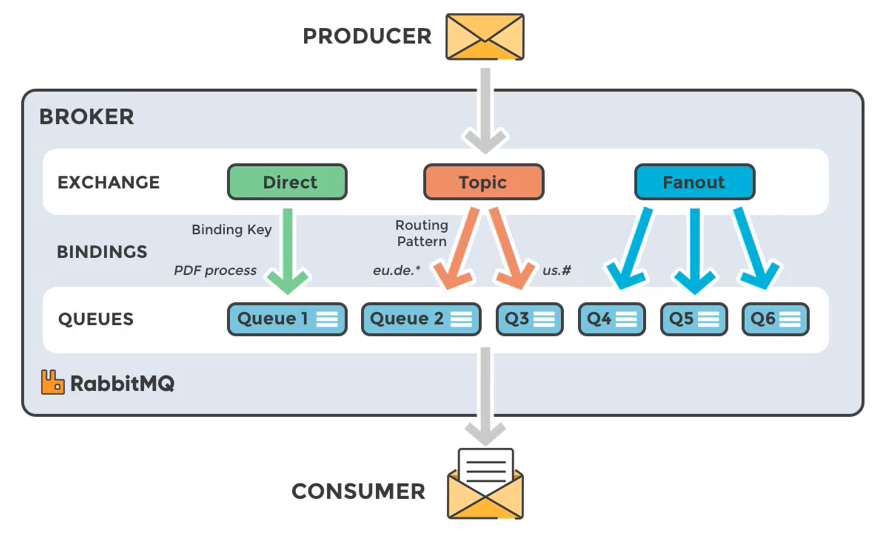 PRODUCER
BROKER
EXCHANGE
Direct
Topic
Fanout
BINDINGS
Binding Key
PDF process
Routing
Pattern
eu.de.*
us.#
QUEUES
Queue 1
Queue 2
Q3
Q4
Q5
Q6
RabbitMQ
CONSUMER